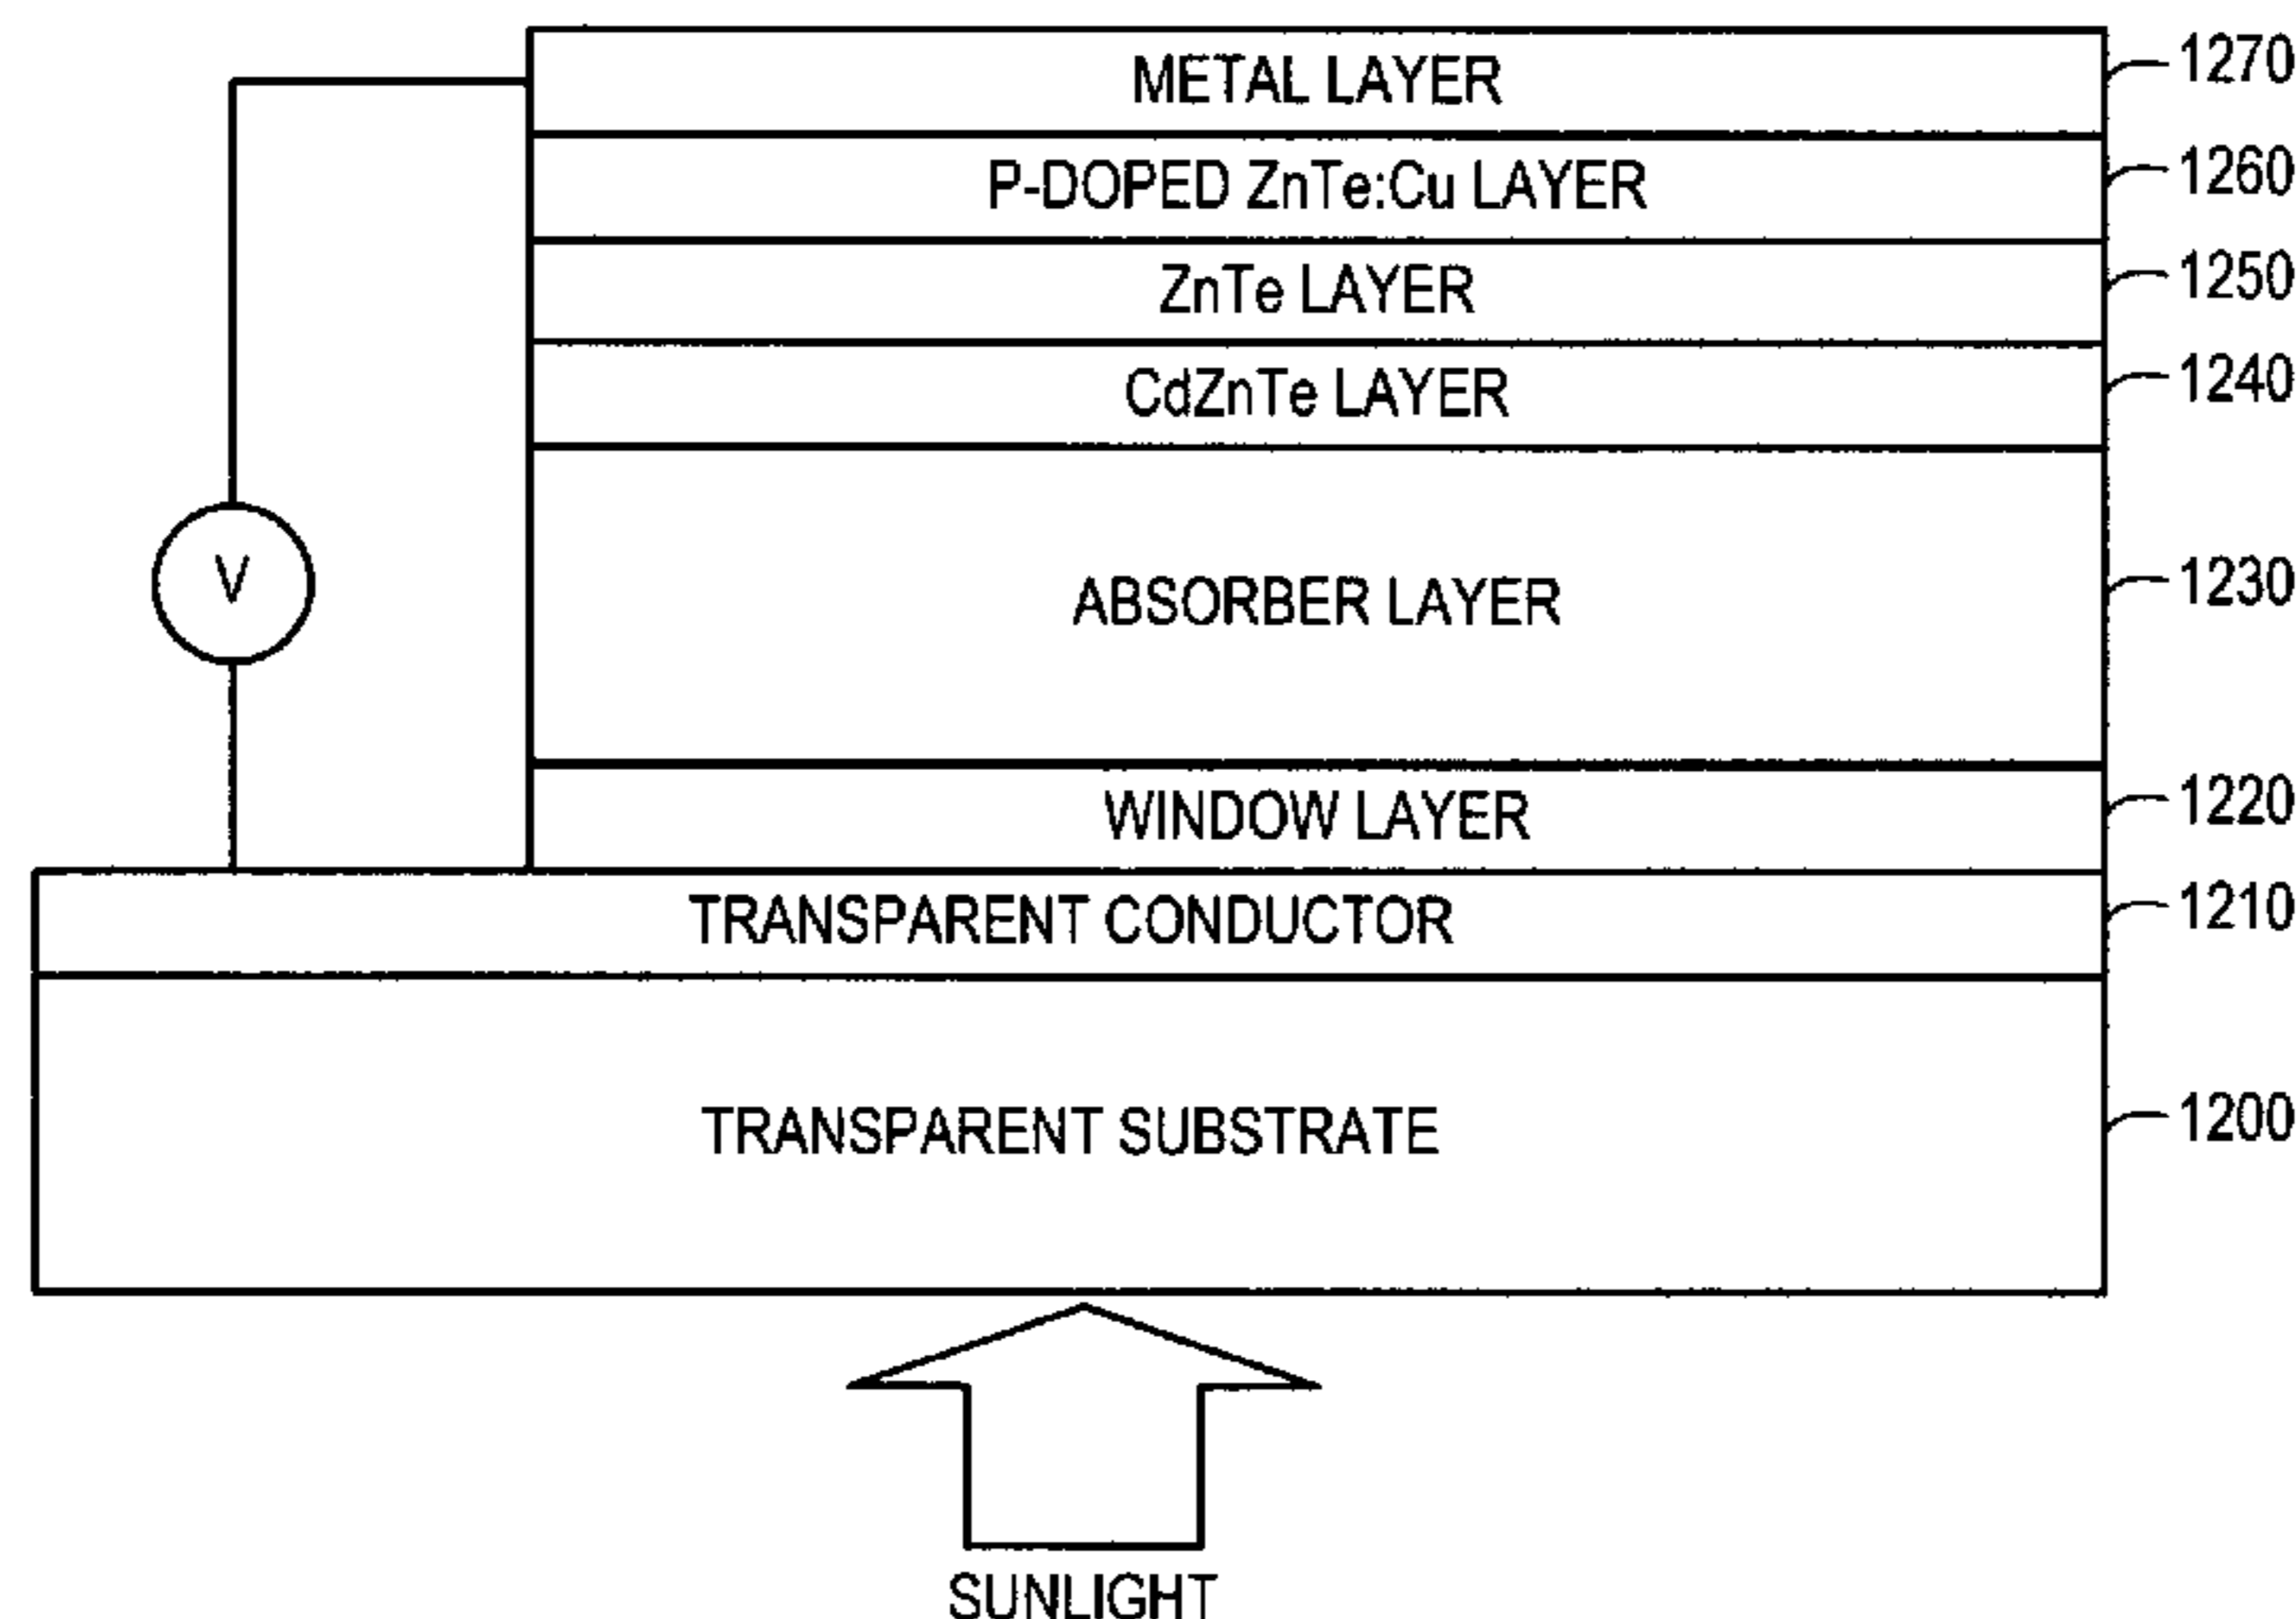 METAL LAYER 1270
P-DOPED ZnTe:Cu LAYER 1260
ZnTe LAYER 1250
CdZnTe LAYER 1240
V
ABSORBER LAYER 1230
WINDOW LAYER 1220
TRANSPARENT CONDUCTOR 1210
TRANSPARENT SUBSTRATE 1200
SUNLIGHT